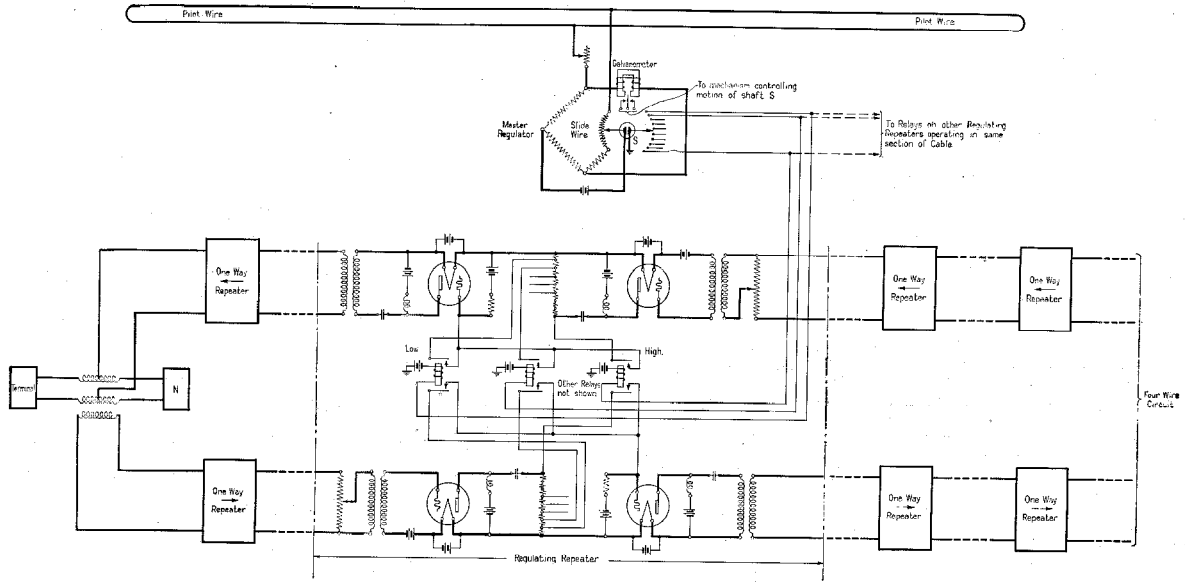 Pilot Wire
Pilot Wire
Galvanometer
To mechanism controlling
motion of shaft S
Master
Regulator
Slide
Wire
S
To Relays on other Regulating
Repeaters operating in same
section of Cable.
One Way
Repeater
One Way
Repeater
One Way
Repeater
Low
High.
Other Relays
not shown
Terminal
N
Four Wire
Circuit
One Way
Repeater
One Way
Repeater
One Way
Repeater
Regulating Repeater